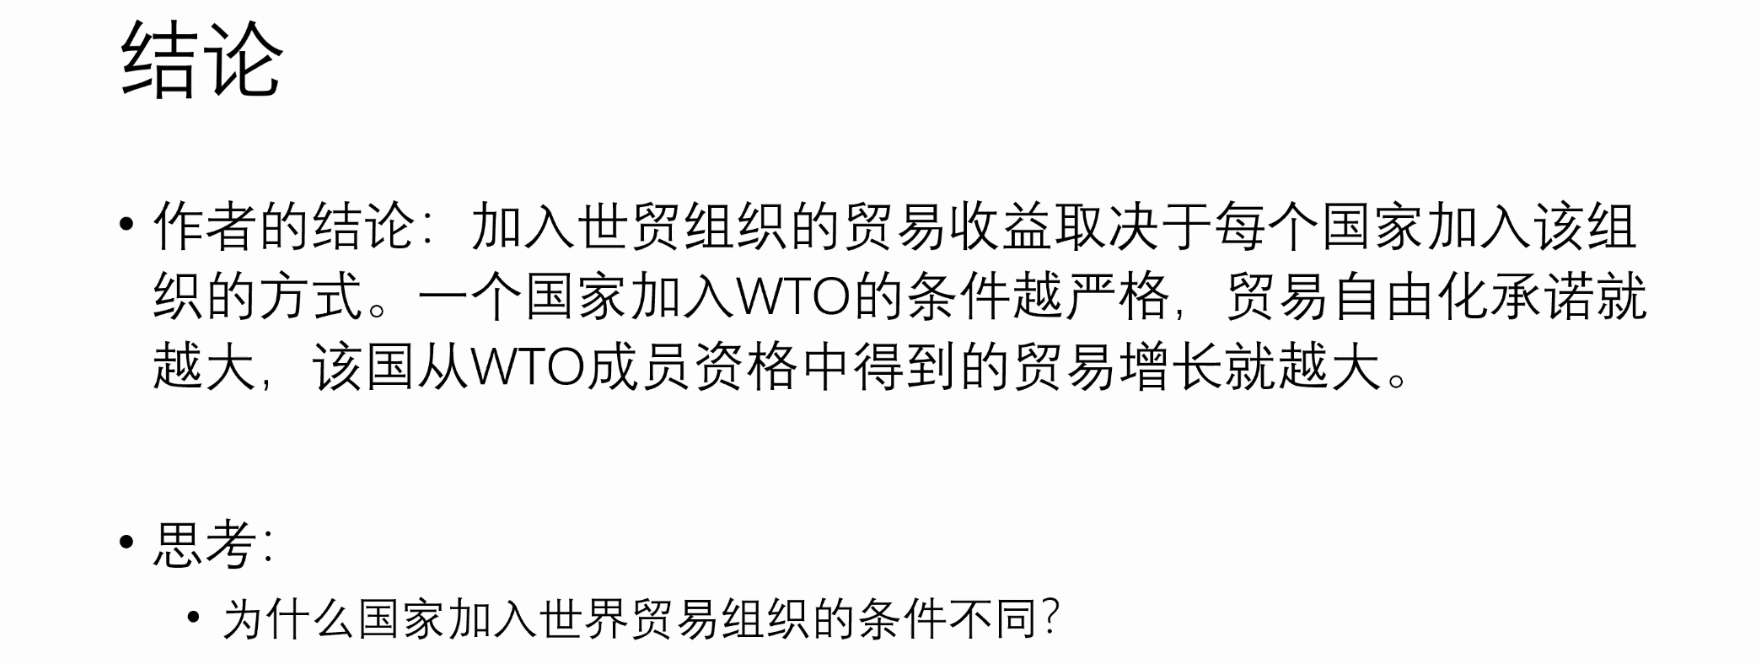 结论
• 作者的结论：加入世贸组织的贸易收益取决于每个国家加入该组
织的方式。一个国家加入WTO的条件越严格，贸易自由化承诺就
越大，该国从WTO成员资格中得到的贸易增长就越大。
• 思考：
• 为什么国家加入世界贸易组织的条件不同？